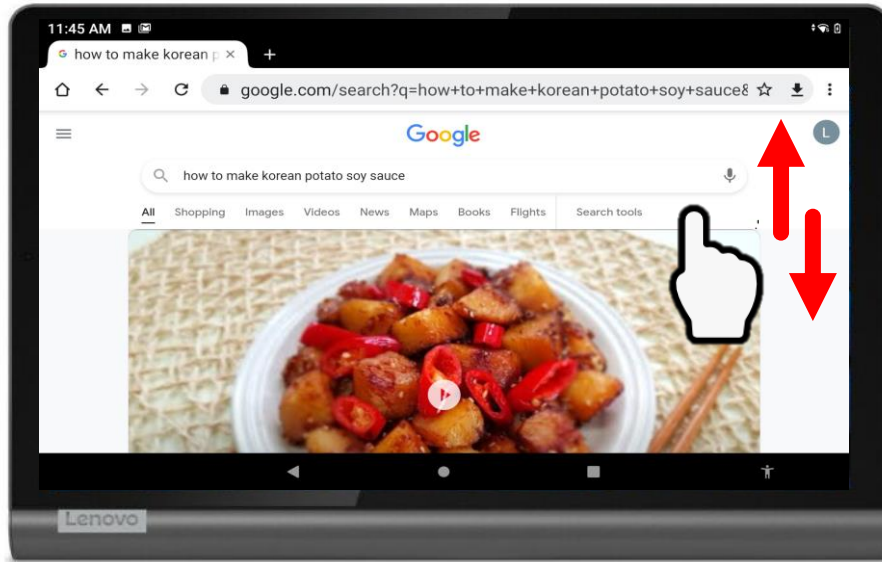 11:45 AM
how to make korean p
google.com/search?q=how+to+make+korean+potato+soy+sauce&
Google
L
how to make korean potato soy sauce
All Shopping Images Videos News Maps Books Flights Search tools
Lenovo